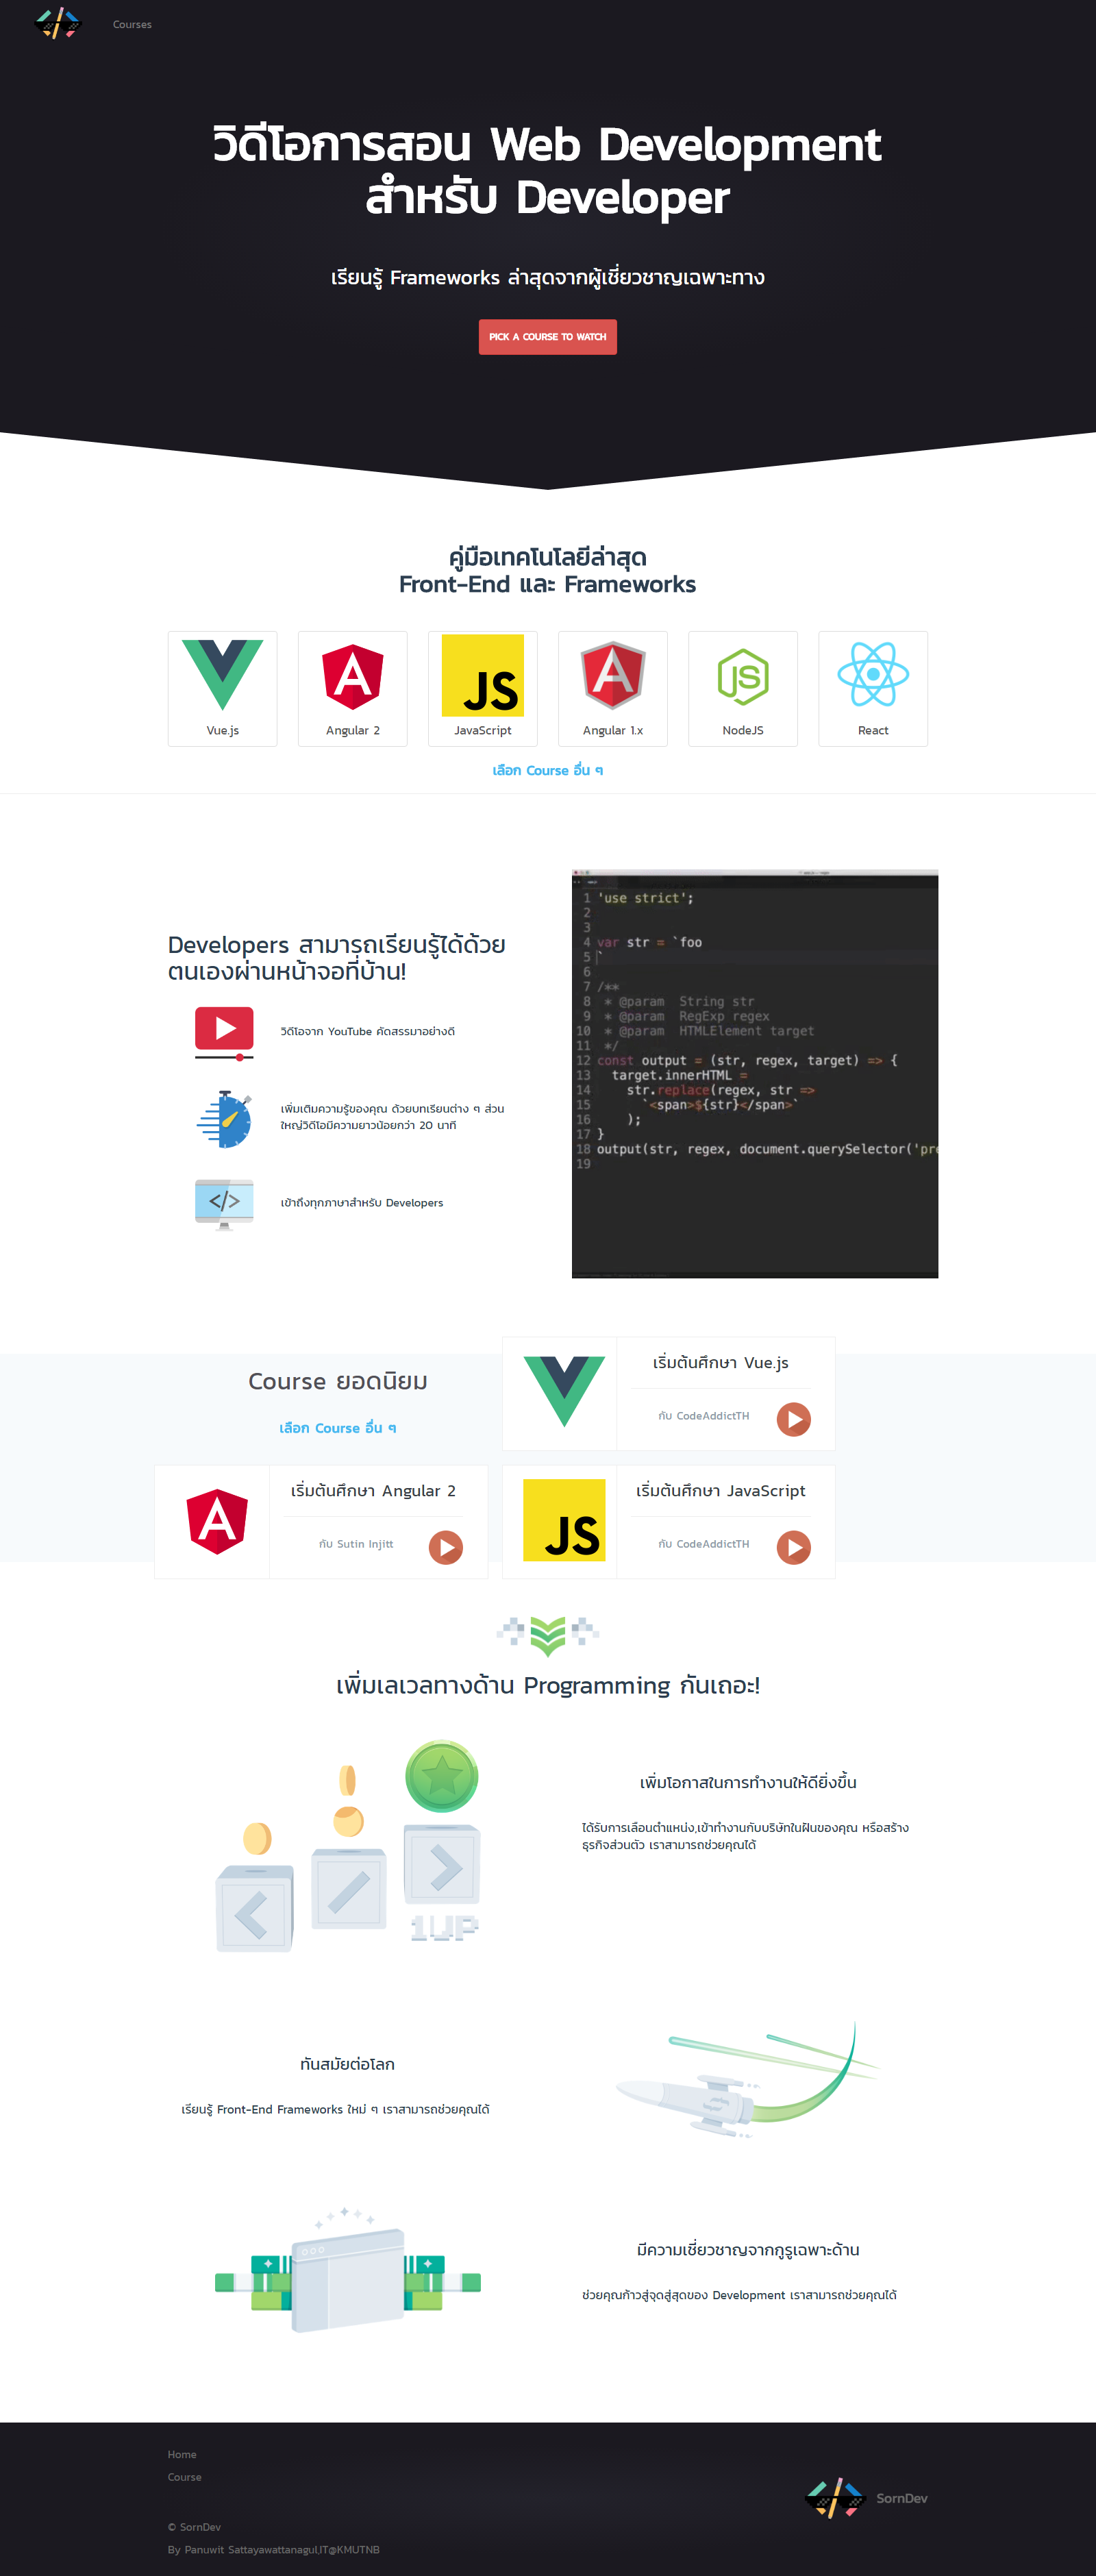 Courses
วิดีโอการสอน Web Development
สำหรับ Developer
เรียนรู้ Frameworks ล่าสุดจากผู้เชี่ยวชาญเฉพาะทาง
PICK A COURSE TO WATCH
คู่มือเทคโนโลยีล่าสุด
Front-End และ Frameworks
JS
JS
Vue.js
Angular 2
JavaScript
Angular 1.x
NodeJS
React
เลือก Course อื่น ๆ
Developers สามารถเรียนรู้ได้ด้วย
ตนเองผ่านหน้าจอที่บ้าน!
วิดีโอจาก YouTube คัดสรรมาอย่างดี
เพิ่มเติมความรู้ของคุณ ด้วยบทเรียนต่าง ๆ ส่วน
ใหญ่วิดีโอมีความยาวน้อยกว่า 20 นาที
เข้าถึงทุกภาษาสำหรับ Developers
1 'use strict';
2
3
4 var str = `foo
5 `
6
7 /**
8 * @param String str
9 * @param RegExp regex
10 * @param HTMLElement target
11 */
12 const output = (str, regex, target) => {
13 target.innerHTML =
14 str.replace(regex, str =>
15 `<span>${str}</span>`
16 );
17 }
18 output(str, regex, document.querySelector('pre
19
Course ยอดนิยม
เลือก Course อื่น ๆ
เริ่มต้นศึกษา Vue.js
กับ CodeAddictTH
เริ่มต้นศึกษา Angular 2
กับ Sutin Injitt
JS
เริ่มต้นศึกษา JavaScript
กับ CodeAddictTH
เพิ่มเลเวลทางด้าน Programming กันเถอะ!
1UP
เพิ่มโอกาสในการทำงานให้ดียิ่งขึ้น
ได้รับการเลือนตำแหน่ง,เข้าทำงานกับบริษัทในฝันของคุณ หรือสร้าง
ธุรกิจส่วนตัว เราสามารถช่วยคุณได้
ทันสมัยต่อโลก
เรียนรู้ Front-End Frameworks ใหม่ ๆ เราสามารถช่วยคุณได้
มีความเชี่ยวชาญจากกูรูเฉพาะด้าน
ช่วยคุณก้าวสู่จุดสู่สุดของ Development เราสามารถช่วยคุณได้
Home
Course
SornDev
© SornDev
By Panuwit Sattayawattanagul,IT@KMUTNB